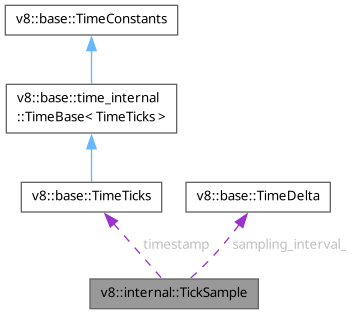 v8::base::TimeConstants
v8::base::time_internal
::TimeBase< TimeTicks >
v8::base::TimeTicks
v8::base::TimeDelta
timestamp
sampling_interval_
v8::internal::TickSample